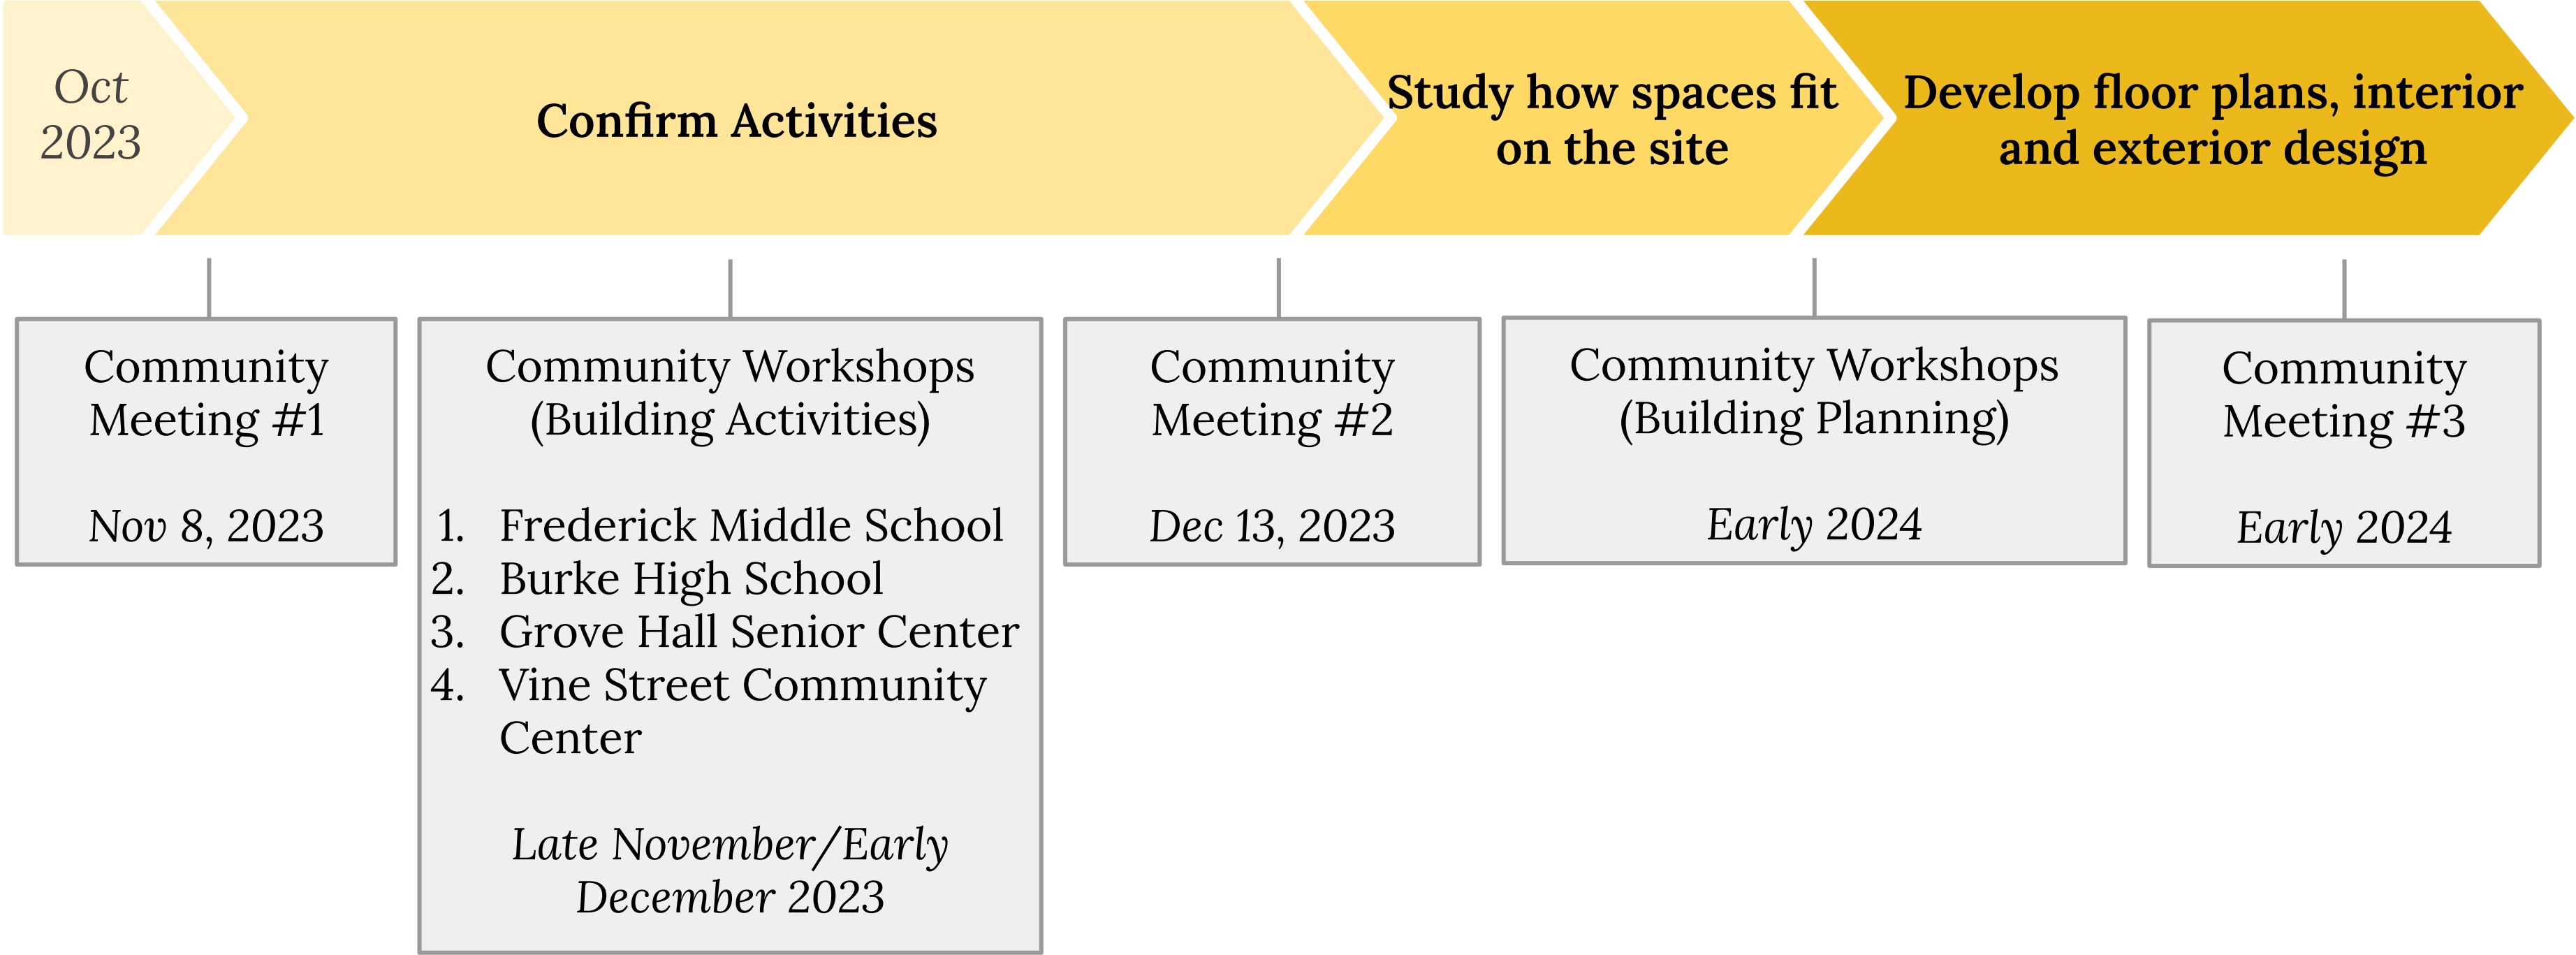 Oct
2023
Confirm Activities
Study how spaces fit
on the site
Develop floor plans, interior
and exterior design
Community
Meeting #1
Nov 8, 2023
Community Workshops
(Building Activities)
1. Frederick Middle School
2. Burke High School
3. Grove Hall Senior Center
4. Vine Street Community
Center
Late November/Early
December 2023
Community
Meeting #2
Dec 13, 2023
Community Workshops
(Building Planning)
Early 2024
Community
Meeting #3
Early 2024